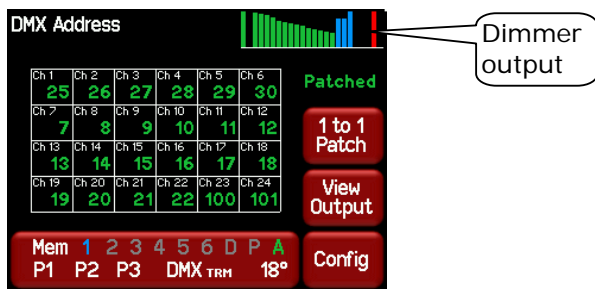 DMX Address
Dimmer
output
Ch 1 Ch 2 Ch 3 Ch 4 Ch 5 Ch 6
25 26 27 28 29 30
Patched
Ch 7 Ch 8 Ch 9 Ch 10 Ch 11 Ch 12
7 8 9 10 11 12
1 to 1
Patch
Ch 13 Ch 14 Ch 15 Ch 16 Ch 17 Ch 18
13 14 15 16 17 18
Ch 19 Ch 20 Ch 21 Ch 22 Ch 23 Ch 24
19 20 21 22 100 101
View
Output
Mem 1 2 3 4 5 6 D P A
P1 P2 P3 DMX TRM 18°
Config